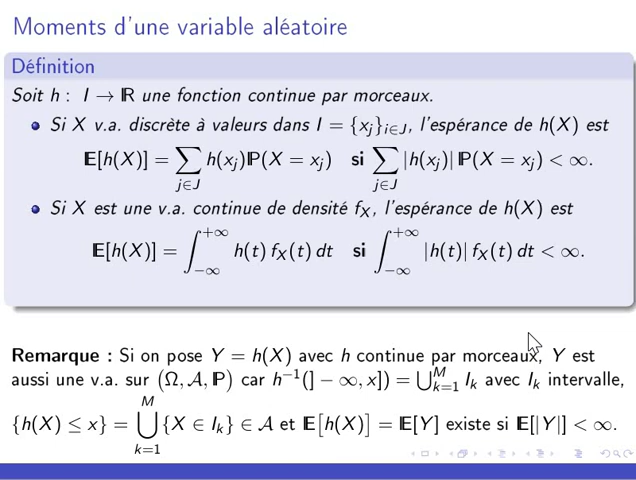 Moments d'une variable aléatoire
Définition
Soit h : I → ℝ une fonction continue par morceaux.
Si X v.a. discrète à valeurs dans I = {x_j}_{i∈J}, l'espérance de h(X) est
𝔼[h(X)] = ∑_{j∈J} h(x_j)ℙ(X = x_j) si ∑_{j∈J} |h(x_j)| ℙ(X = x_j) < ∞.
Si X est une v.a. continue de densité f_X, l'espérance de h(X) est
𝔼[h(X)] = ∫_{−∞}^{+∞} h(t) f_X(t) dt si ∫_{−∞}^{+∞} |h(t)| f_X(t) dt < ∞.
Remarque : Si on pose Y = h(X) avec h continue par morceaux, Y est
aussi une v.a. sur (Ω, 𝒜, ℙ) car h^{−1}(] − ∞, x]) = ⋃_{k=1}^{M} I_k avec I_k intervalle,
{h(X) ≤ x} = ⋃_{k=1}^{M} {X ∈ I_k} ∈ 𝒜 et 𝔼[h(X)] = 𝔼[Y] existe si 𝔼[|Y|] < ∞.